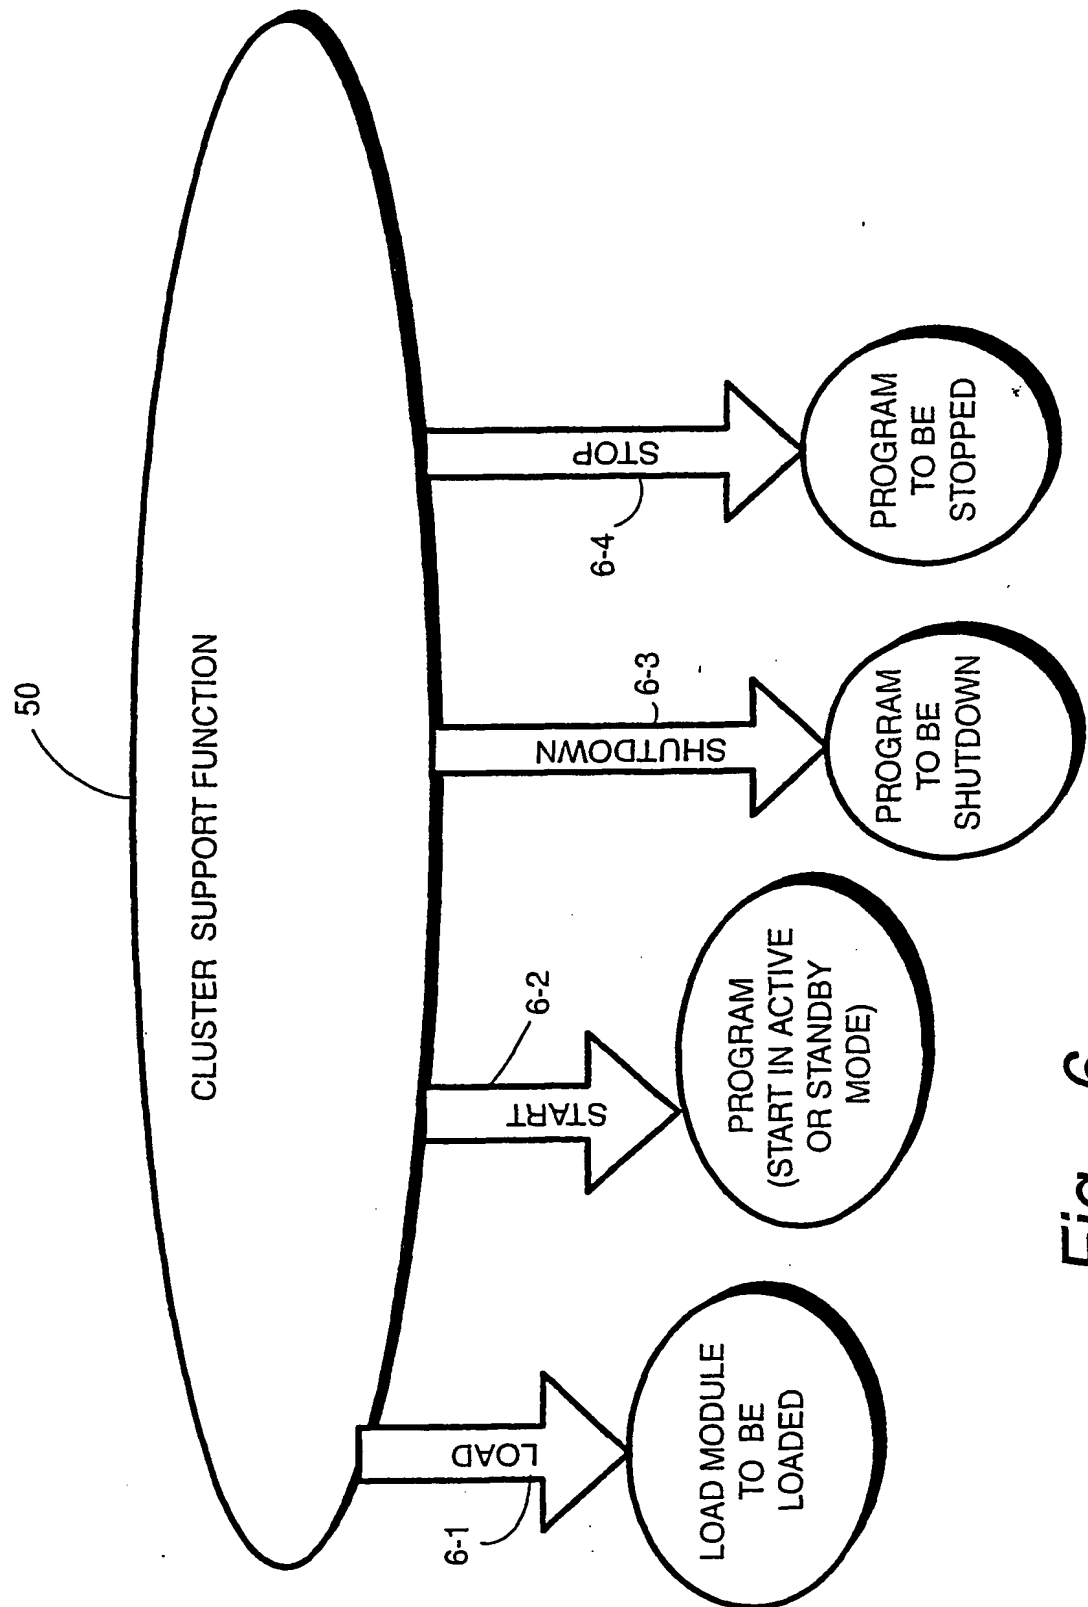 50
CLUSTER SUPPORT FUNCTION
6-1
LOAD
LOAD MODULE
TO BE
LOADED
6-2
START
PROGRAM
(START IN ACTIVE
OR STANDBY
MODE)
6-3
SHUTDOWN
PROGRAM
TO BE
SHUTDOWN
6-4
STOP
PROGRAM
TO BE
STOPPED
Fig. 6